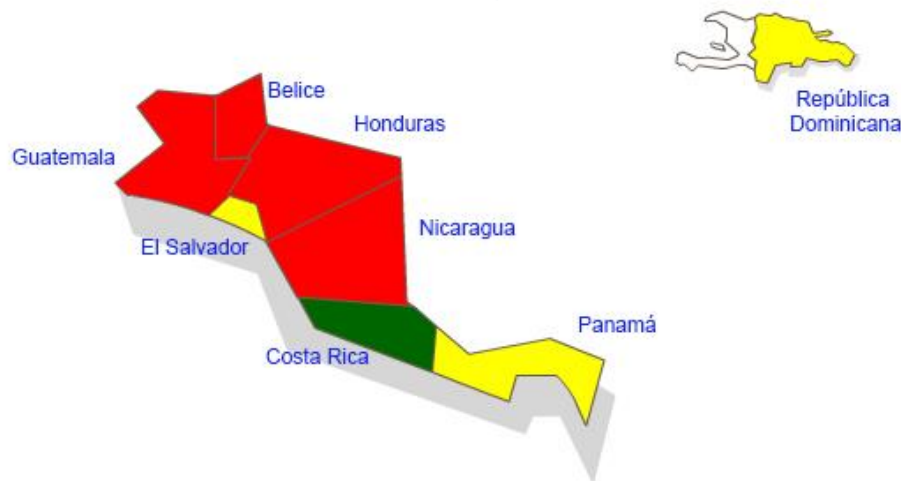 República
Dominicana
Belice
Honduras
Guatemala
Nicaragua
El Salvador
Panamá
Costa Rica